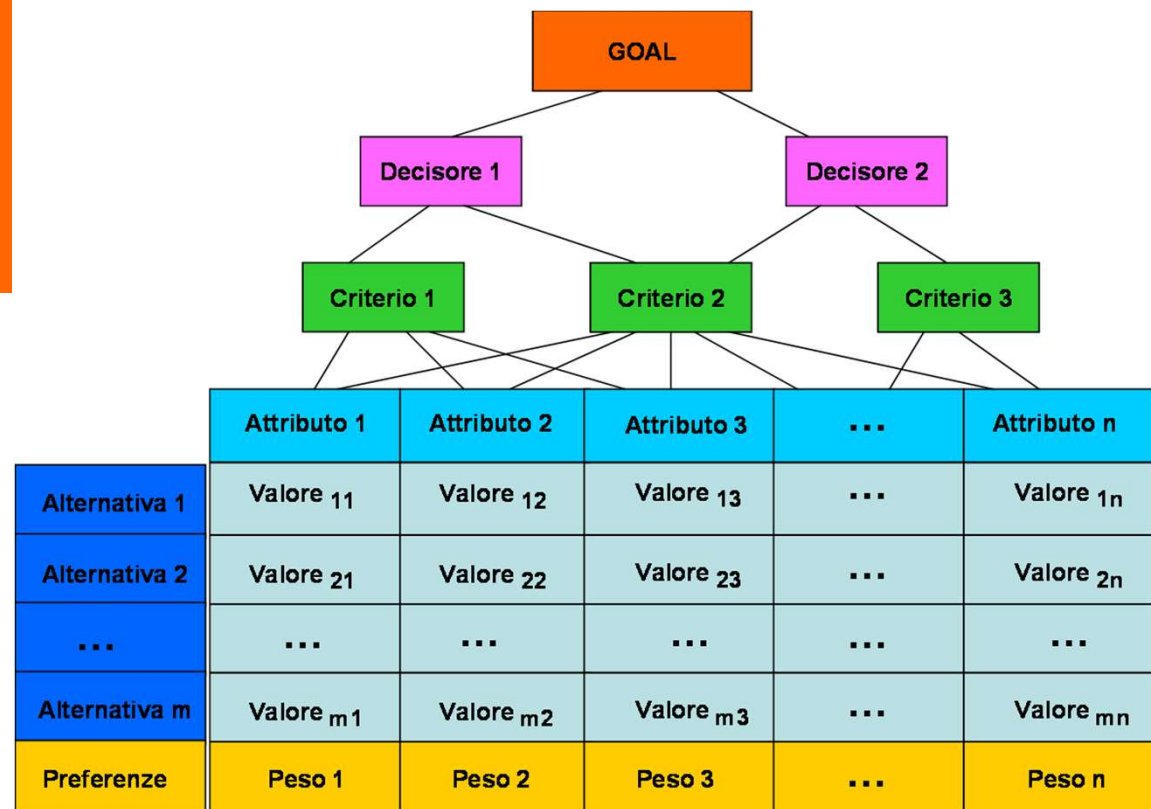 GOAL
Decisore 1 Decisore 2
Criterio 1 Criterio 2 Criterio 3
Attributo 1 Attributo 2 Attributo 3 ... Attributo n
Alternativa 1 Valore 11 Valore 12 Valore 13 ... Valore 1n
Alternativa 2 Valore 21 Valore 22 Valore 23 ... Valore 2n
... ... ... ... ... ...
Alternativa m Valore m1 Valore m2 Valore m3 ... Valore mn
Preferenze Peso 1 Peso 2 Peso 3 ... Peso n